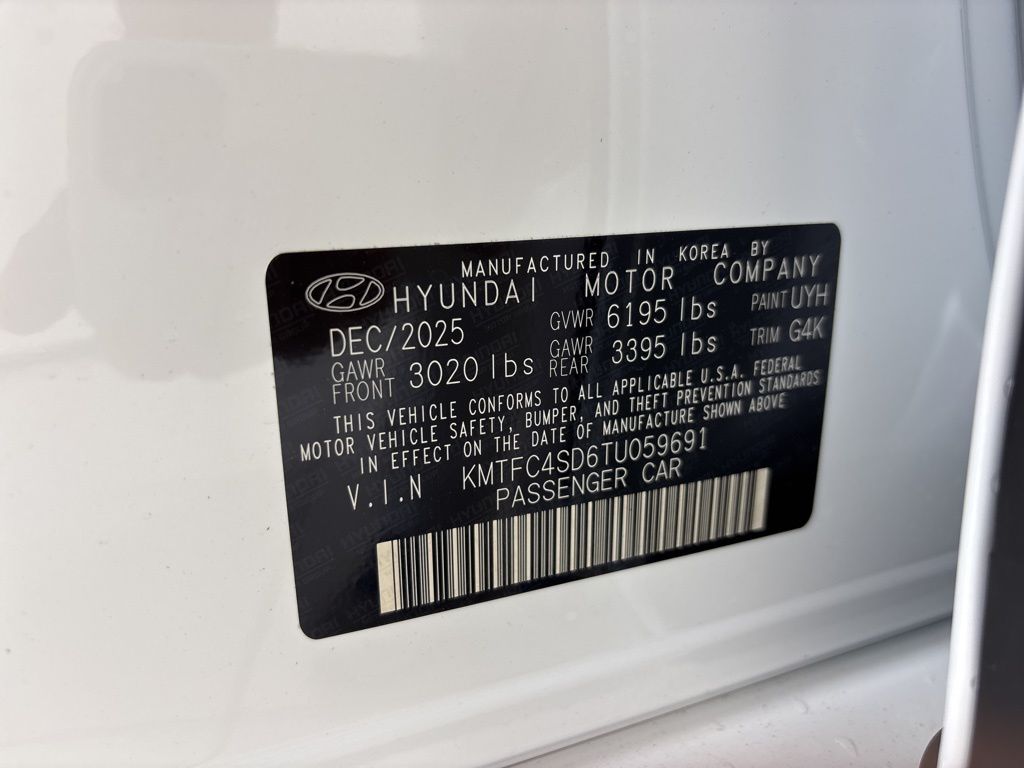 MANUFACTURED IN KOREA BY
HYUNDAI MOTOR COMPANY
DEC/2025 GVWR 6195 lbs PAINT UYH
GAWR FRONT 3020 lbs GAWR REAR 3395 lbs TRIM G4K
THIS VEHICLE CONFORMS TO ALL APPLICABLE U.S.A. FEDERAL
MOTOR VEHICLE SAFETY, BUMPER, AND THEFT PREVENTION STANDARDS
IN EFFECT ON THE DATE OF MANUFACTURE SHOWN ABOVE
V.I.N KMTFC4SD6TU059691
PASSENGER CAR